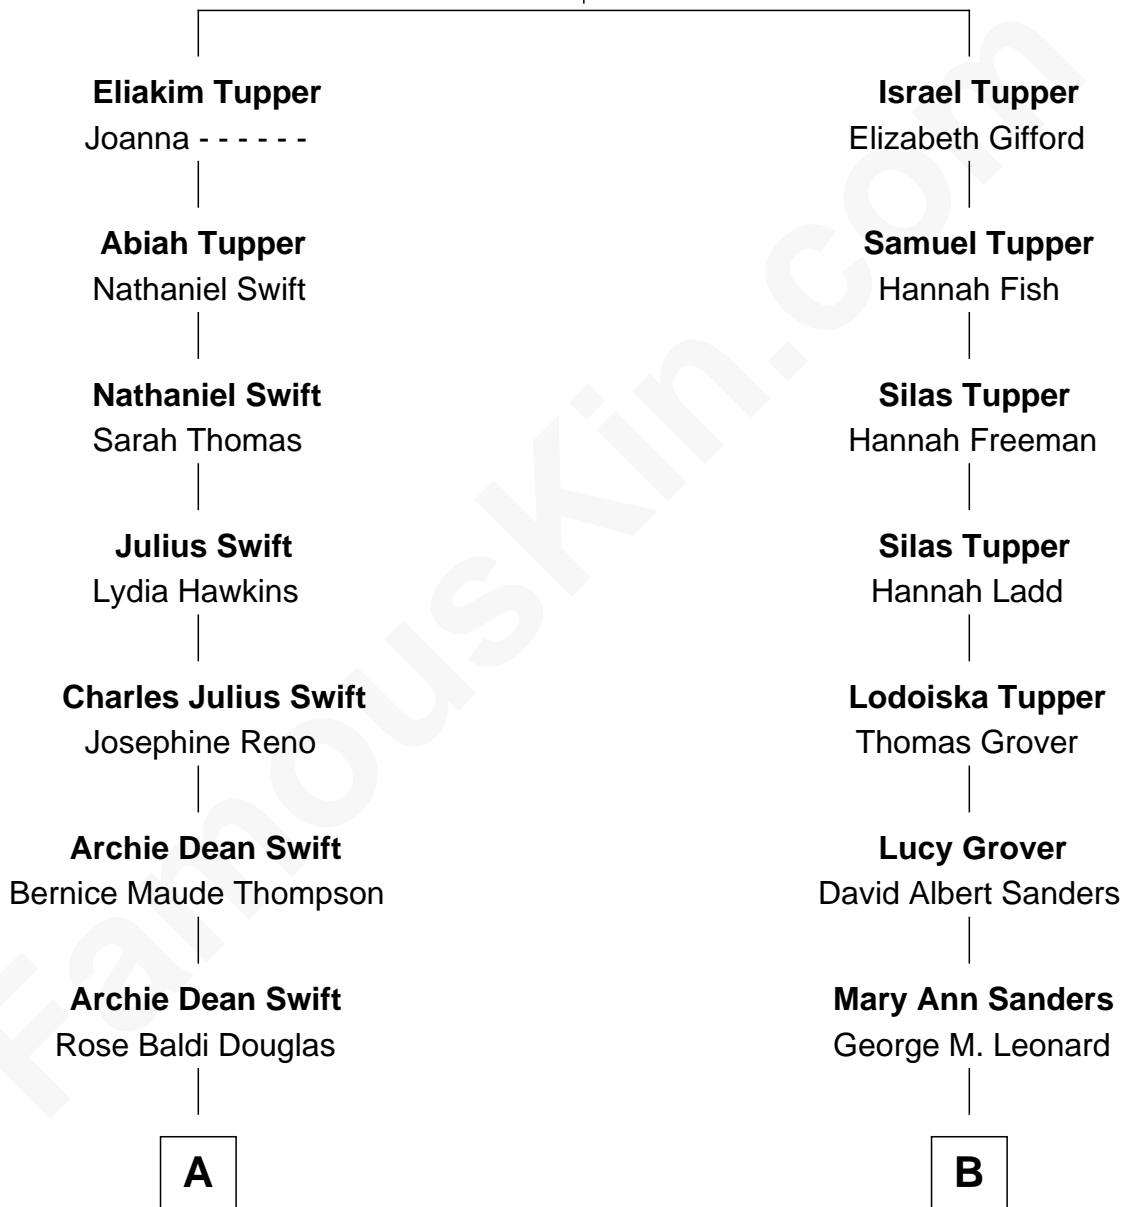 Eliakim Tupper
Joanna - - - - - -
Abiah Tupper
Nathaniel Swift
Nathaniel Swift
Sarah Thomas
Julius Swift
Lydia Hawkins
Charles Julius Swift
Josephine Reno
Archie Dean Swift
Bernice Maude Thompson
Archie Dean Swift
Rose Baldi Douglas
A
Israel Tupper
Elizabeth Gifford
Samuel Tupper
Hannah Fish
Silas Tupper
Hannah Freeman
Silas Tupper
Hannah Ladd
Lodoiska Tupper
Thomas Grover
Lucy Grover
David Albert Sanders
Mary Ann Sanders
George M. Leonard
B
FamousKin.com